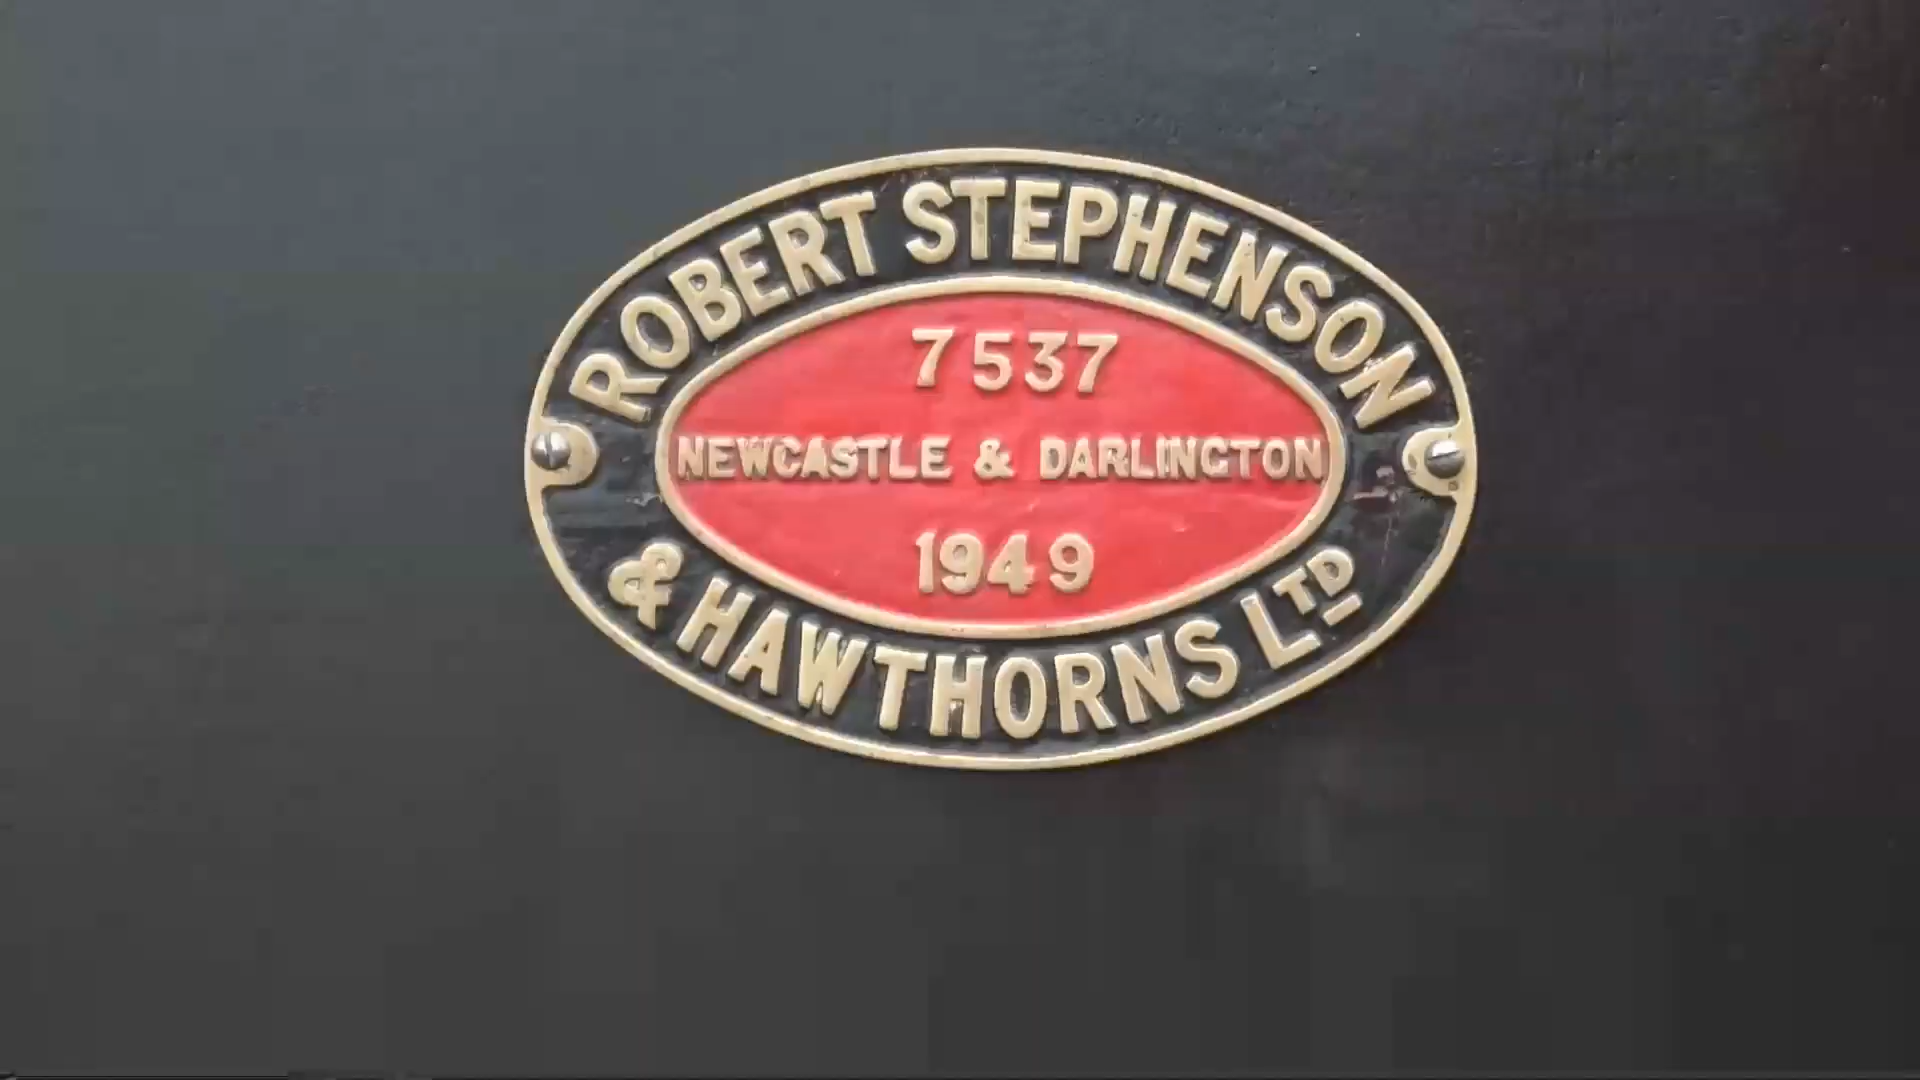 ROBERT STEPHENSON
7537
NEWCASTLE & DARLINGTON
1949
& HAWTHORNS LTD